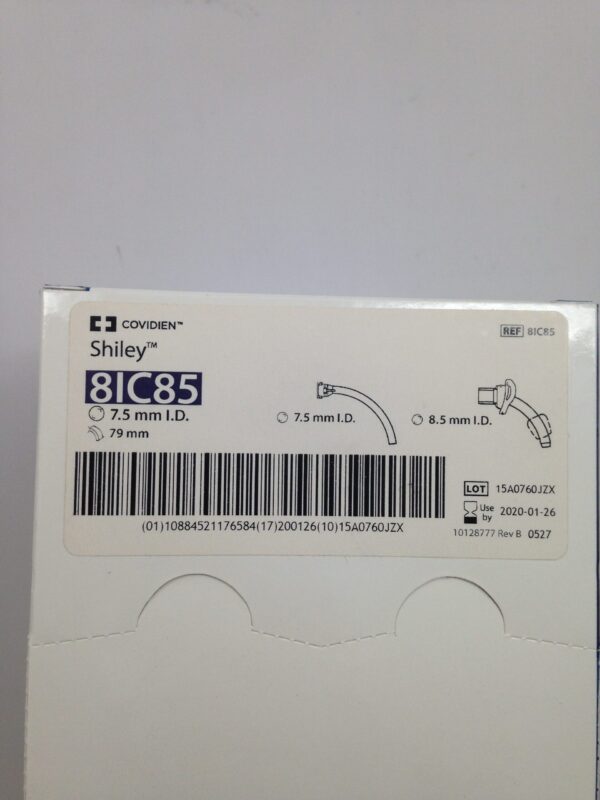 COVIDIEN™
REF 8IC85
Shiley™
8IC85
7.5 mm I.D.
7.5 mm I.D.
8.5 mm I.D.
79 mm
LOT 15A0760JZX
Use by 2020-01-26
(01)10884521176584(17)200126(10)15A0760JZX
10128777 Rev B 0527